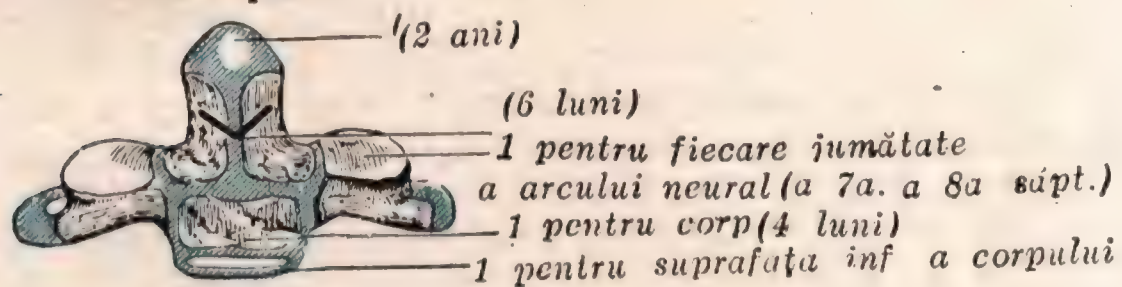 1(2 ani)
(6 luni)
1 pentru fiecare jumătate
a arcului neural (a 7a. a 8a săpt.)
1 pentru corp (4 luni)
1 pentru suprafața inf a corpului